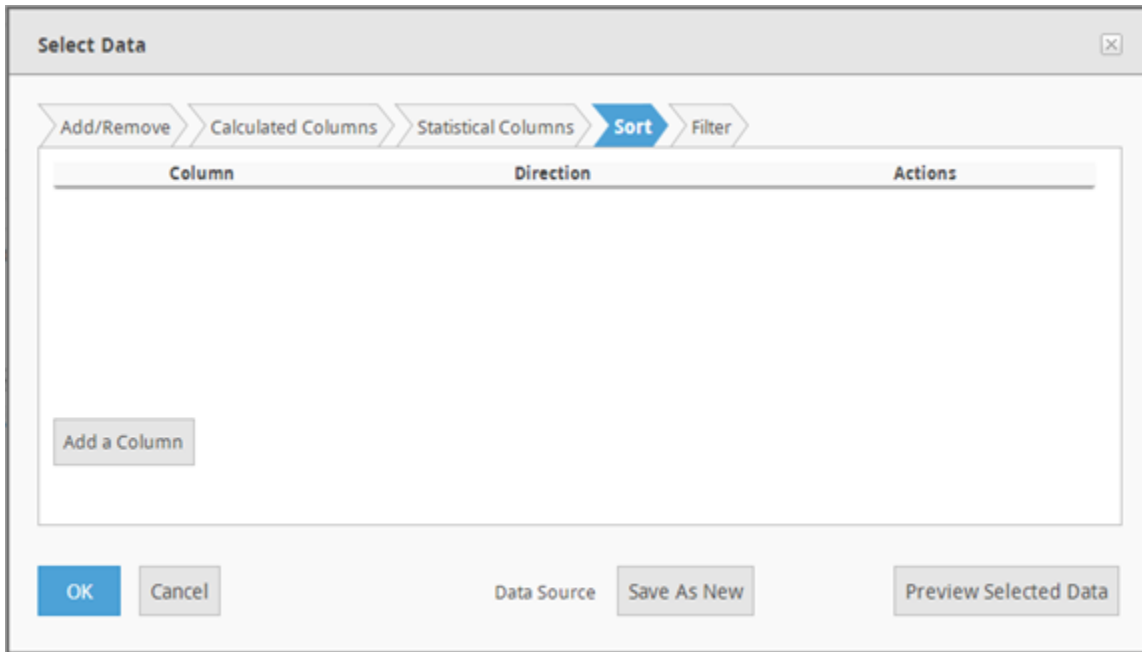 Select Data
Add/Remove Calculated Columns Statistical Columns Sort Filter
Column Direction Actions
Add a Column
OK Cancel Data Source Save As New Preview Selected Data